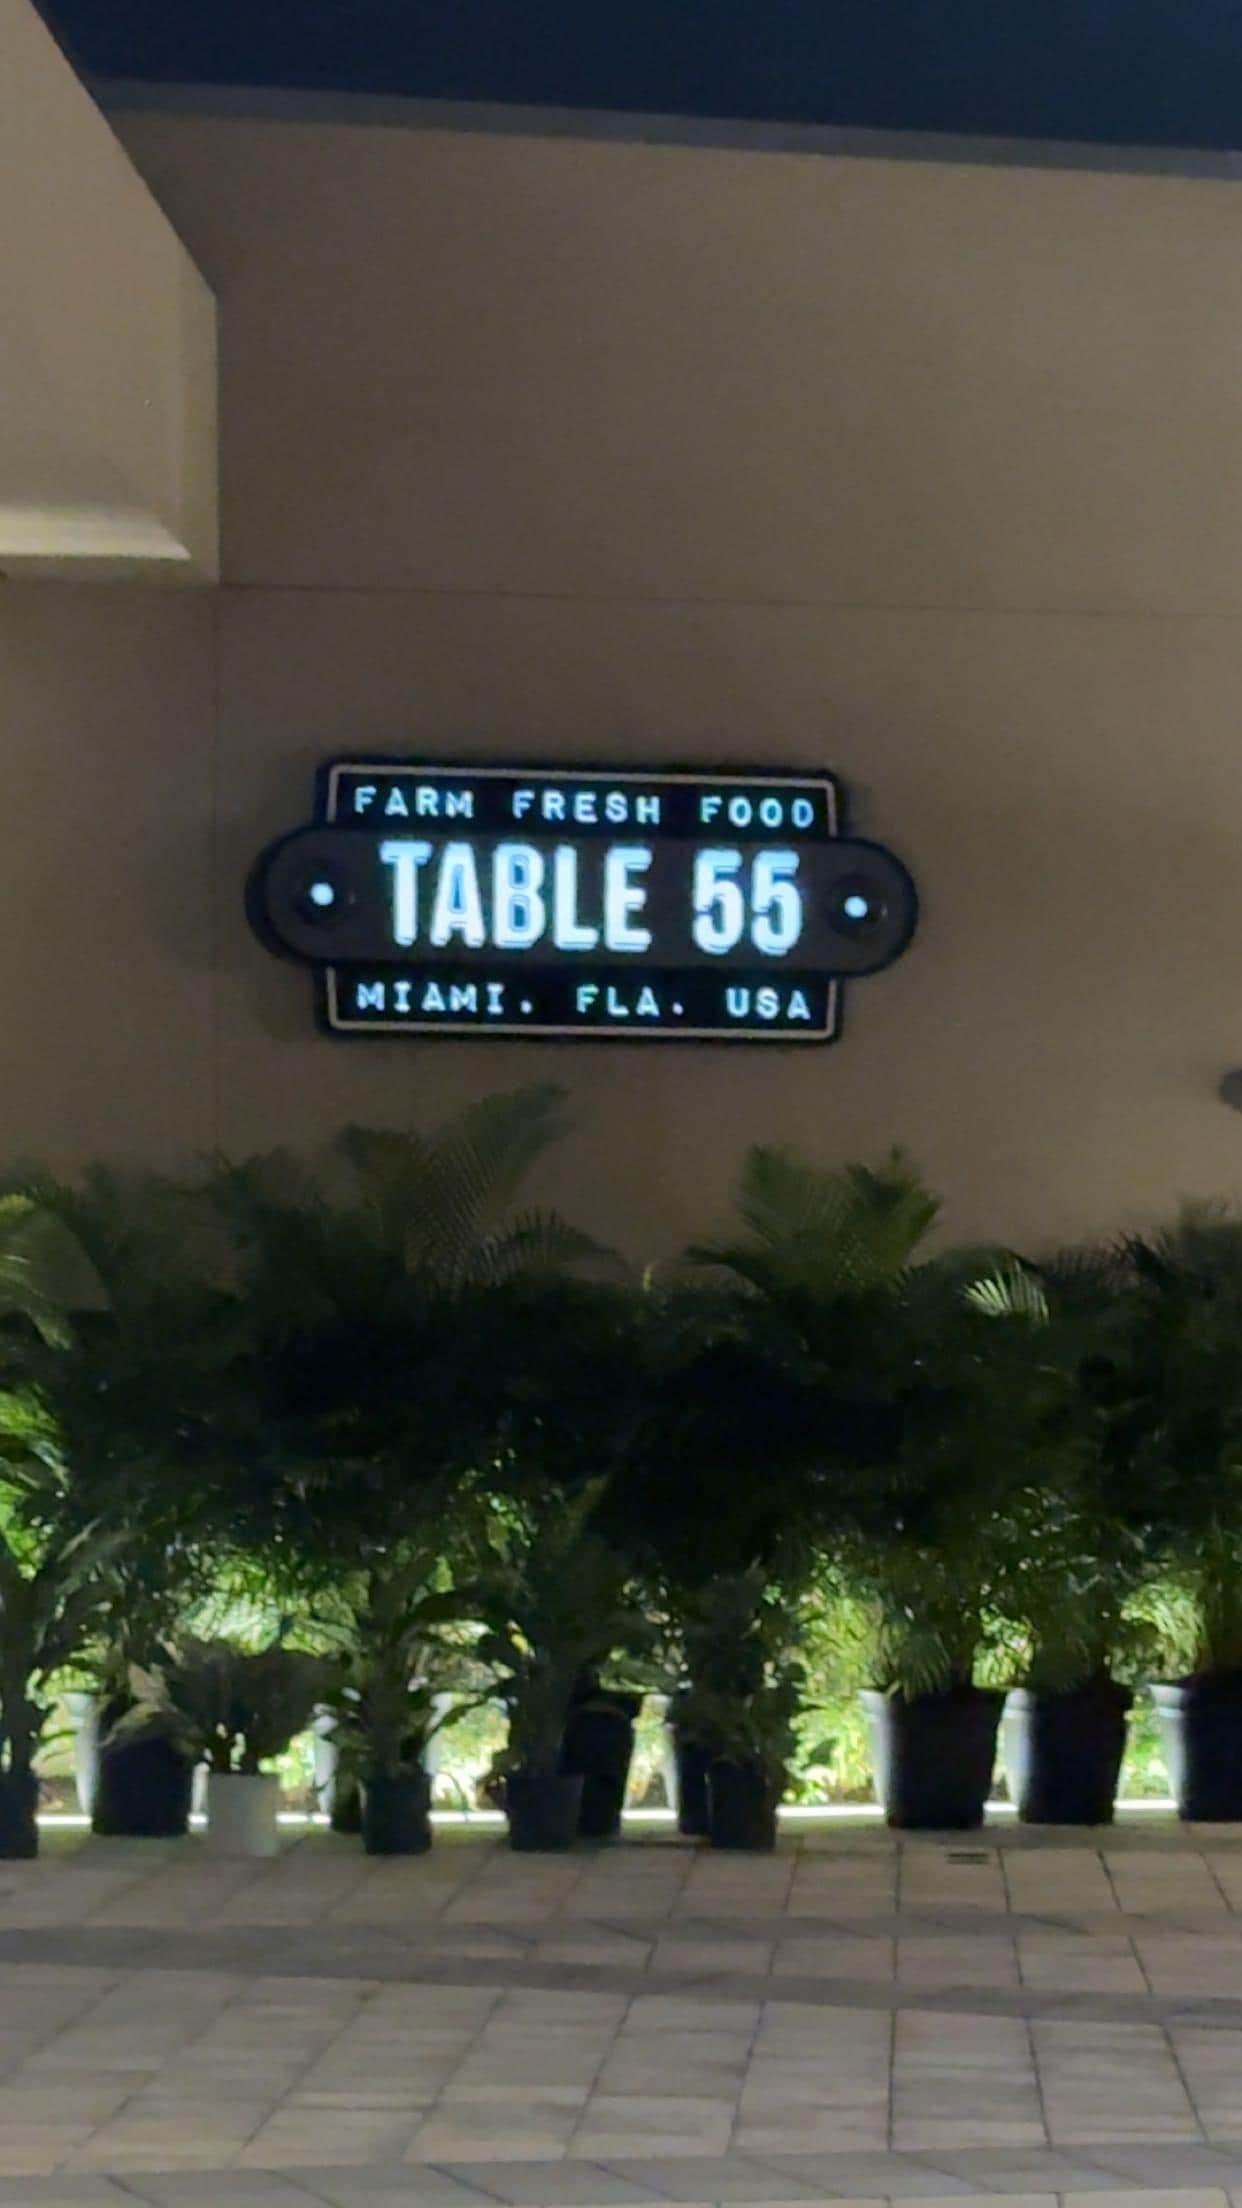 FARM FRESH FOOD
TABLE 55
MIAMI. FLA. USA